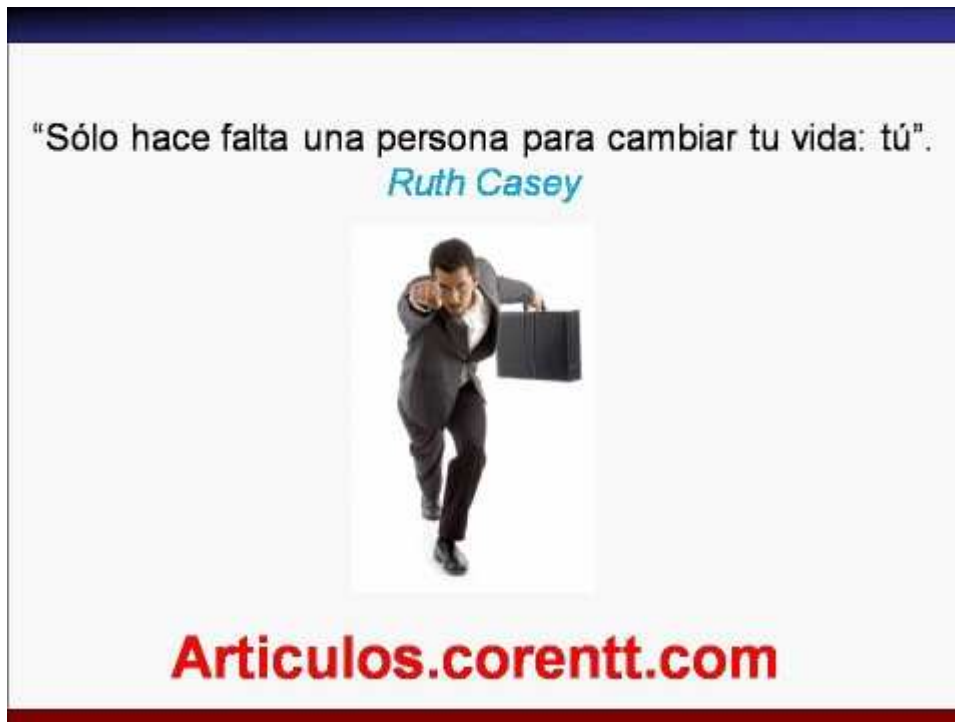 “Sólo hace falta una persona para cambiar tu vida: tú”.
Ruth Casey
Articulos.corentt.com